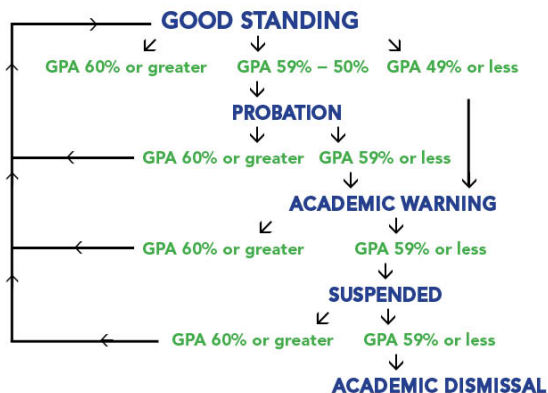 GOOD STANDING
GPA 60% or greater GPA 59% – 50% GPA 49% or less
PROBATION
GPA 60% or greater GPA 59% or less
ACADEMIC WARNING
GPA 60% or greater GPA 59% or less
SUSPENDED
GPA 60% or greater GPA 59% or less
ACADEMIC DISMISSAL